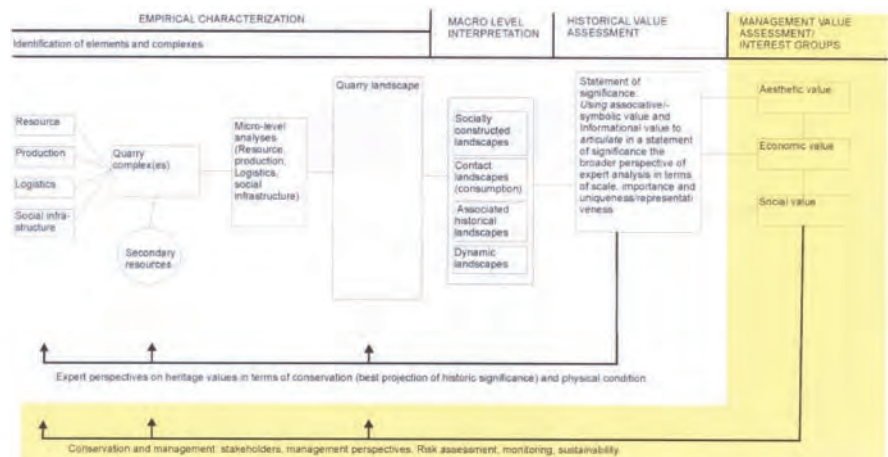 EMPIRICAL CHARACTERIZATION
Identification of elements and complexes
MACRO LEVEL
INTERPRETATION
HISTORICAL VALUE
ASSESSMENT
MANAGEMENT VALUE
ASSESSMENT/
INTEREST GROUPS
Resource
Production
Logistics
Social infra-
structure
Quarry
complex(es)
Secondary
resources
Micro-level
analyses
(Resource,
production,
Logistics,
social
infrastructure)
Quarry landscape
Socially
constructed
landscapes
Contact
landscapes
(consumption)
Associated
historical
landscapes
Dynamic
landscapes
Statement of
significance:
Using associative/-
symbolic value and
Informational value to
articulate in a statement
of significance the
broader perspective of
expert analysis in terms
of scale, importance and
uniqueness/representati
veness
Aesthetic value
Economic value
Social value
Expert perspectives on heritage values in terms of conservation (best projection of historic significance) and physical condition
Conservation and management: stakeholders, management perspectives. Risk assessment, monitoring, sustainability